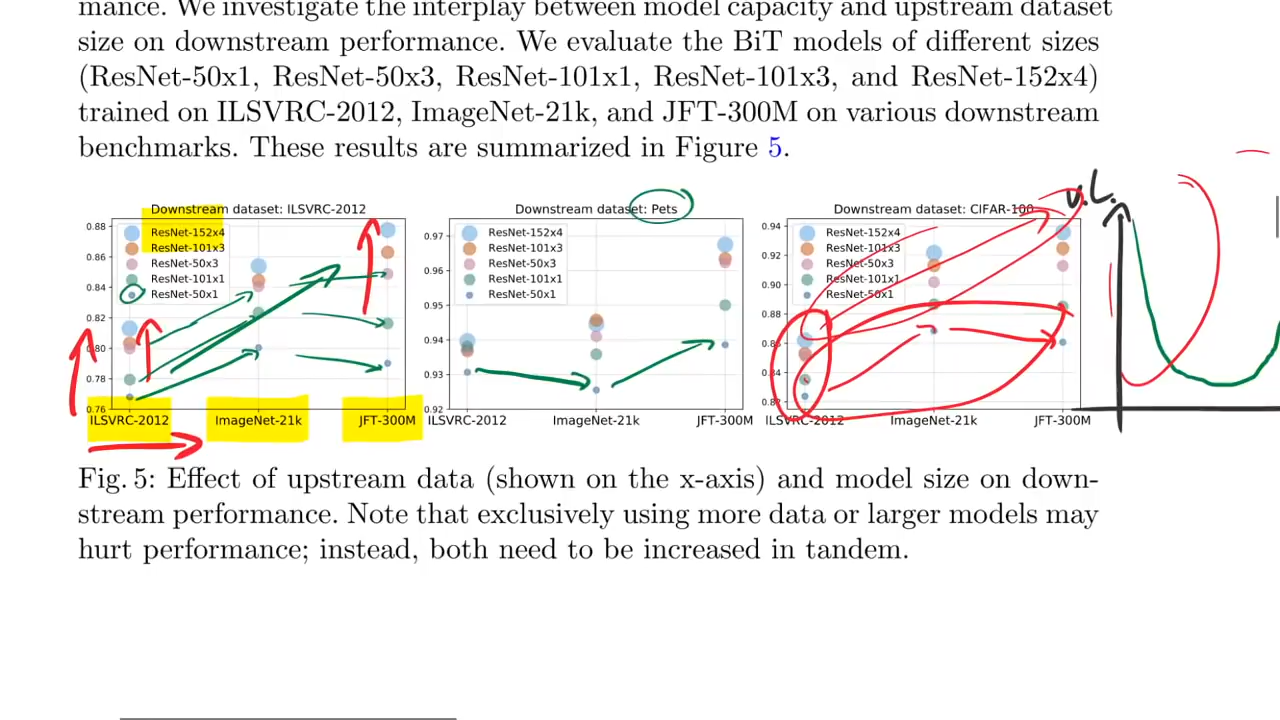 mance. We investigate the interplay between model capacity and upstream dataset
size on downstream performance. We evaluate the BiT models of different sizes
(ResNet-50x1, ResNet-50x3, ResNet-101x1, ResNet-101x3, and ResNet-152x4)
trained on ILSVRC-2012, ImageNet-21k, and JFT-300M on various downstream
benchmarks. These results are summarized in Figure 5.
Downstream dataset: ILSVRC-2012
0.88
0.86
0.84
0.82
0.80
0.78
0.76
ResNet-152x4
ResNet-101x3
ResNet-50x3
ResNet-101x1
ResNet-50x1
ILSVRC-2012
ImageNet-21k
JFT-300M
Downstream dataset: Pets
0.97
0.96
0.95
0.94
0.93
0.92
ResNet-152x4
ResNet-101x3
ResNet-50x3
ResNet-101x1
ResNet-50x1
ILSVRC-2012
ImageNet-21k
JFT-300M
Downstream dataset: CIFAR-100
0.94
0.92
0.90
0.88
0.86
0.84
0.82
ResNet-152x4
ResNet-101x3
ResNet-50x3
ResNet-101x1
ResNet-50x1
ILSVRC-2012
ImageNet-21k
JFT-300M
v.L.
Fig. 5: Effect of upstream data (shown on the x-axis) and model size on down-
stream performance. Note that exclusively using more data or larger models may
hurt performance; instead, both need to be increased in tandem.